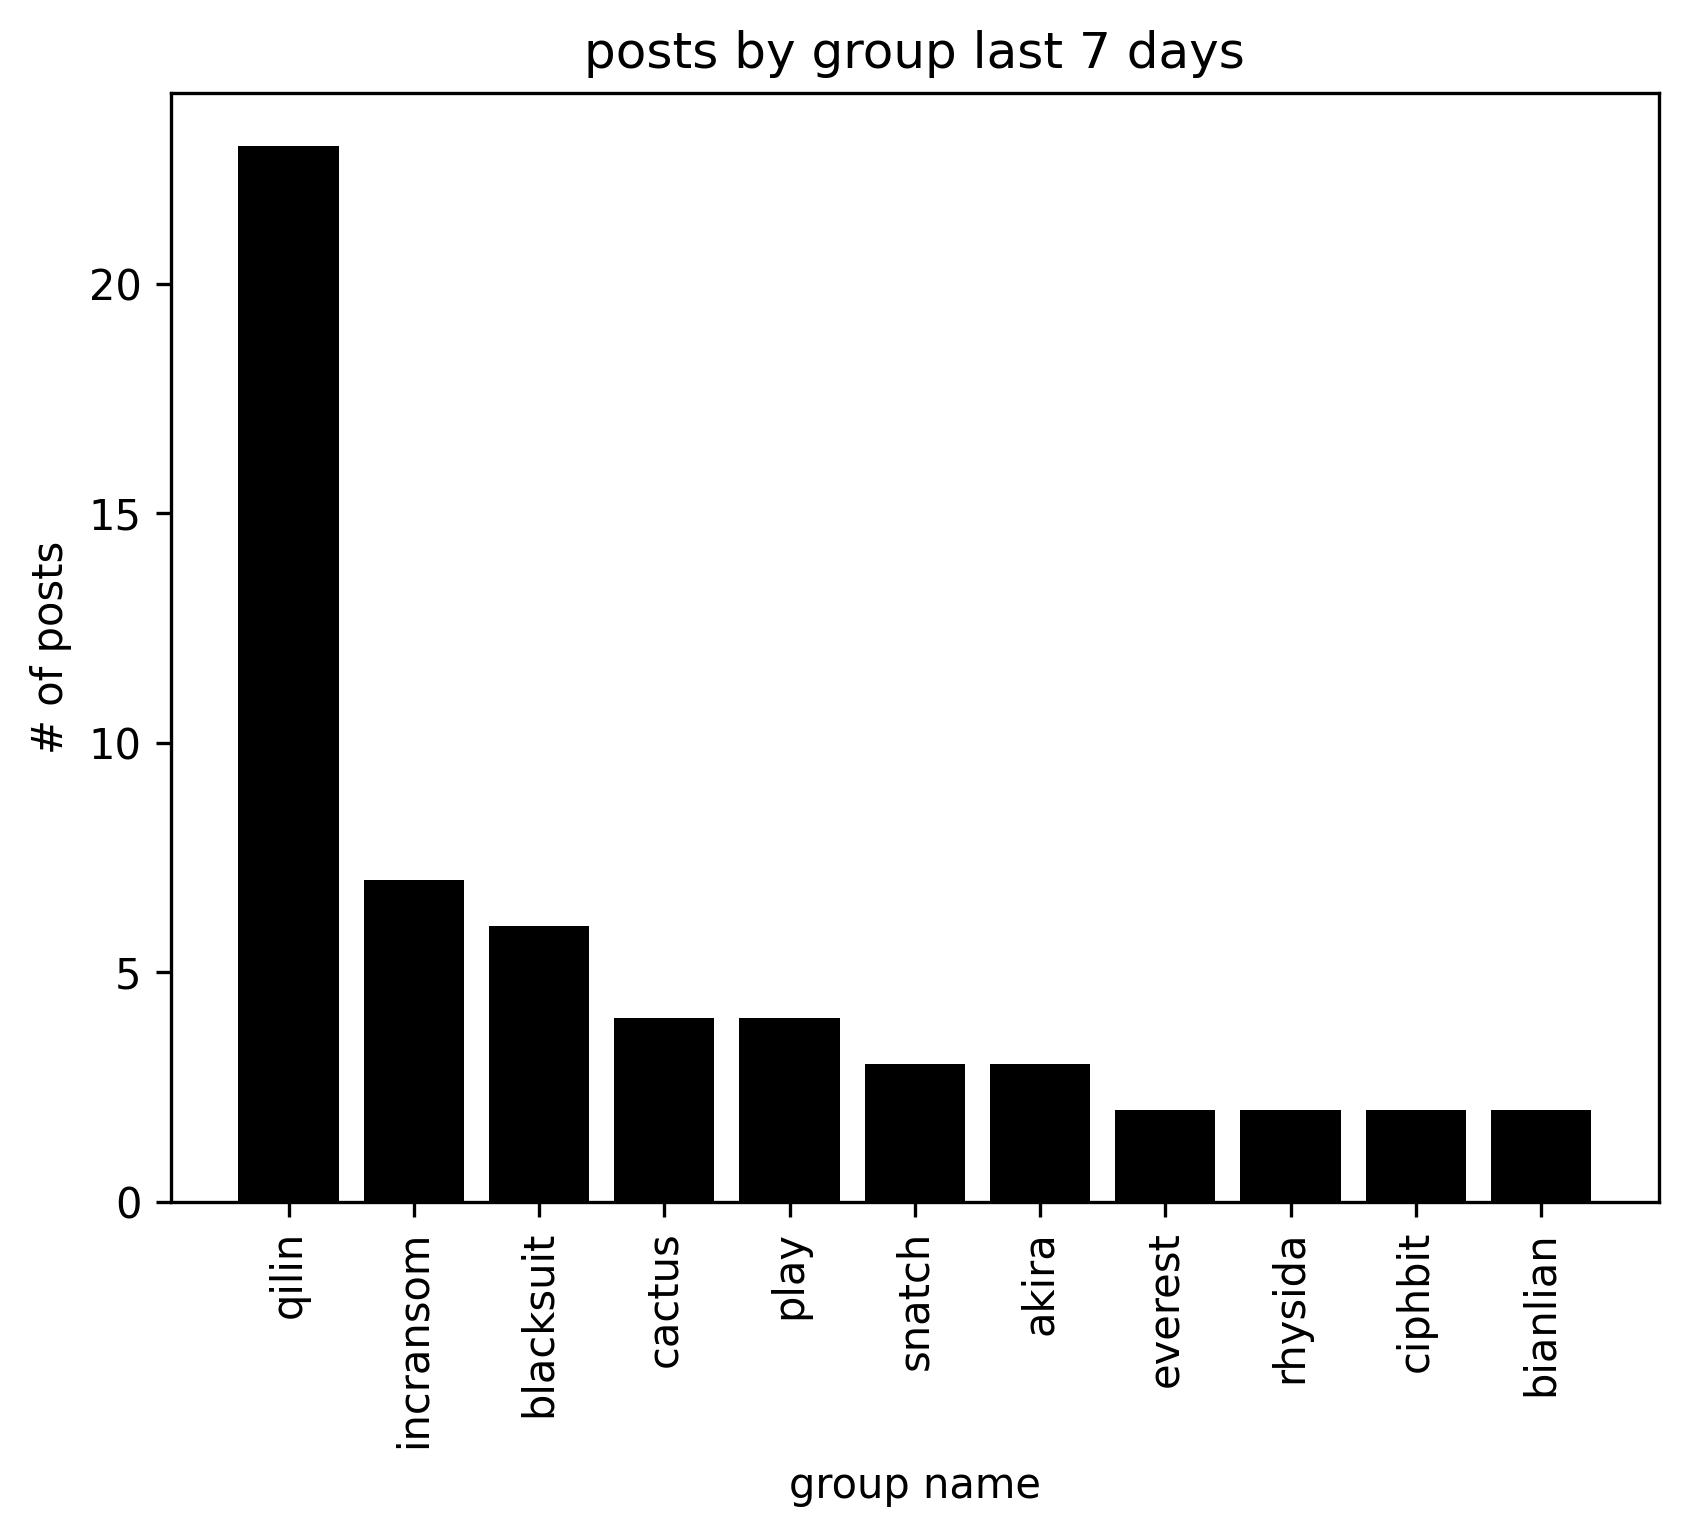 posts by group last 7 days
# of posts
20
15
10
5
0
qilin
incransom
blacksuit
cactus
play
snatch
akira
everest
rhysida
ciphbit
bianlian
group name